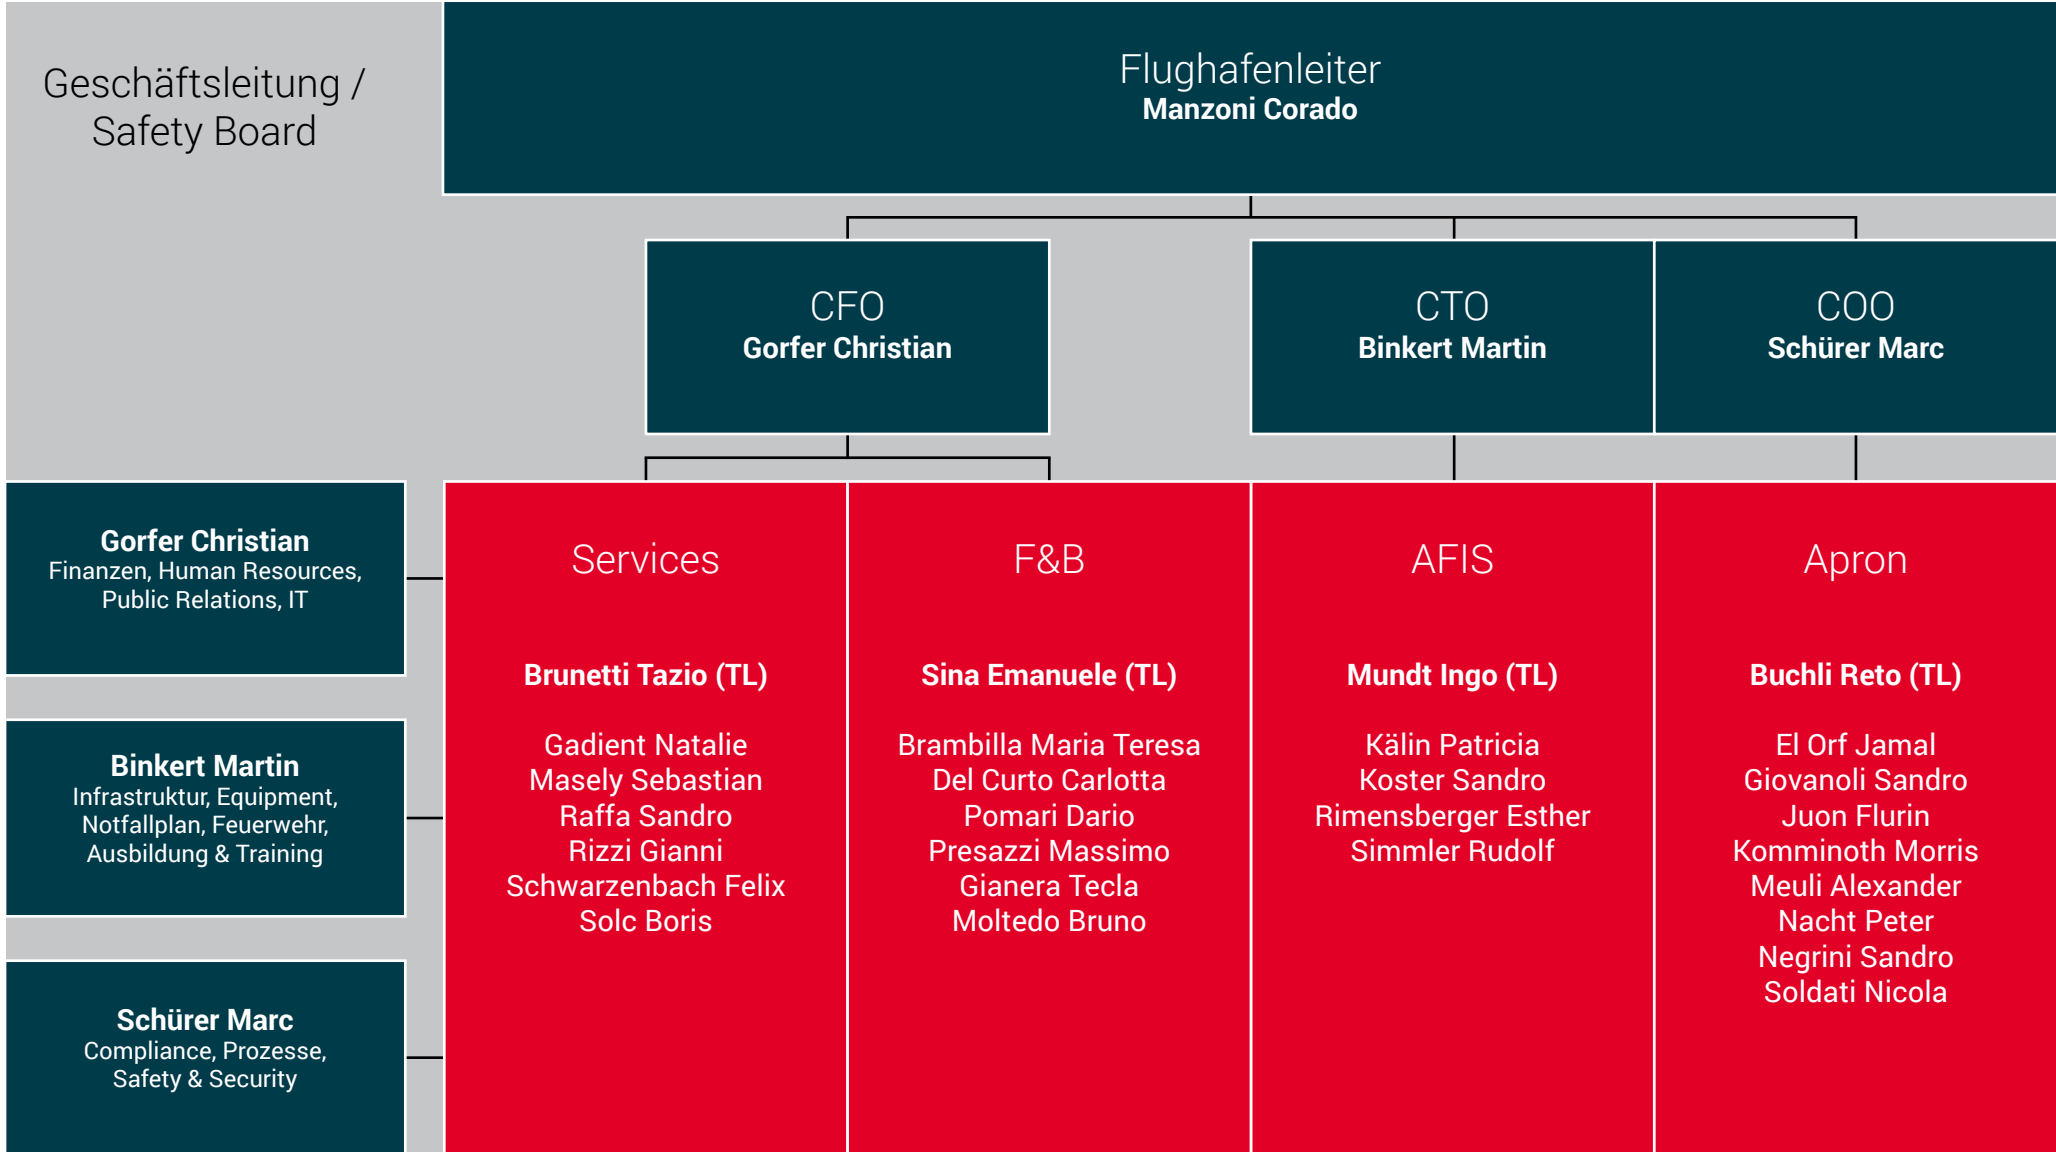 Geschäftsleitung /
Safety Board
Flughafenleiter
Manzoni Corado
CFO
Gorfer Christian
CTO
Binkert Martin
COO
Schürer Marc
Gorfer Christian
Finanzen, Human Resources,
Public Relations, IT
Binkert Martin
Infrastruktur, Equipment,
Notfallplan, Feuerwehr,
Ausbildung & Training
Schürer Marc
Compliance, Prozesse,
Safety & Security
Services
Brunetti Tazio (TL)
Gadient Natalie
Masely Sebastian
Raffa Sandro
Rizzi Gianni
Schwarzenbach Felix
Solc Boris
F&B
Sina Emanuele (TL)
Brambilla Maria Teresa
Del Curto Carlotta
Pomari Dario
Presazzi Massimo
Gianera Tecla
Moltedo Bruno
AFIS
Mundt Ingo (TL)
Kälin Patricia
Koster Sandro
Rimensberger Esther
Simmler Rudolf
Apron
Buchli Reto (TL)
El Orf Jamal
Giovanoli Sandro
Juon Flurin
Komminoth Morris
Meuli Alexander
Nacht Peter
Negrini Sandro
Soldati Nicola